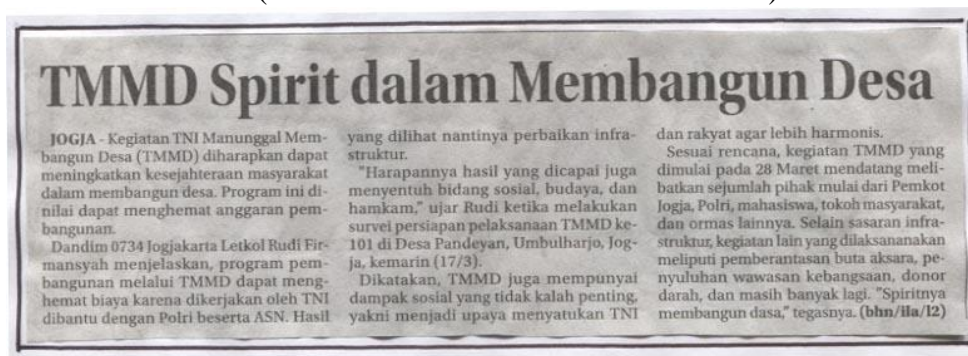 TMMD Spirit dalam Membangun Desa
JOGJA - Kegiatan TNI Manunggal Mem-
bangun Desa (TMMD) diharapkan dapat
meningkatkan kesejahteraan masyarakat
dalam membangun desa. Program ini di-
nilai dapat menghemat anggaran pem-
bangunan.
Dandim 0734 Jogjakarta Letkol Rudi Fir-
mansyah menjelaskan, program pem-
bangunan melalui TMMD dapat meng-
hemat biaya karena dikerjakan oleh TNI
dibantu dengan Polri beserta ASN. Hasil
yang dilihat nantinya perbaikan infra-
struktur.
"Harapannya hasil yang dicapai juga
menyentuh bidang sosial, budaya, dan
hamkam," ujar Rudi ketika melakukan
survei persiapan pelaksanaan TMMD ke-
101 di Desa Pandeyan, Umbulharjo, Jog-
ja, kemarin (17/3).
Dikatakan, TMMD juga mempunyai
dampak sosial yang tidak kalah penting,
yakni menjadi upaya menyatukan TNI
dan rakyat agar lebih harmonis.
Sesuai rencana, kegiatan TMMD yang
dimulai pada 28 Maret mendatang meli-
batkan sejumlah pihak mulai dari Pemkot
Jogja, Polri, mahasiswa, tokoh masyarakat,
dan ormas lainnya. Selain sasaran infra-
struktur, kegiatan lain yang dilaksananakan
meliputi pemberantasan buta aksara, pe-
nyuluhan wawasan kebangsaan, donor
darah, dan masih banyak lagi. "Spiritnya
membangun dasa," tegasnya. (bhn/ila/l2)